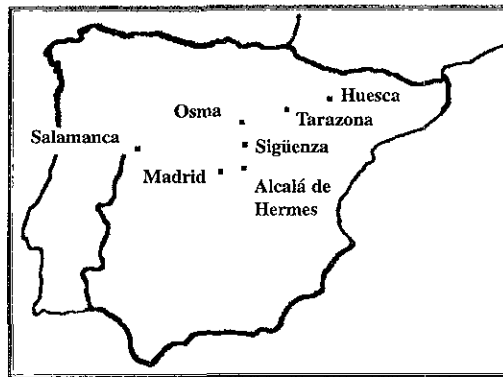 Huesca
Tarazona
Osma
Salamanca
Sigüenza
Madrid
Alcalá de
Hermes